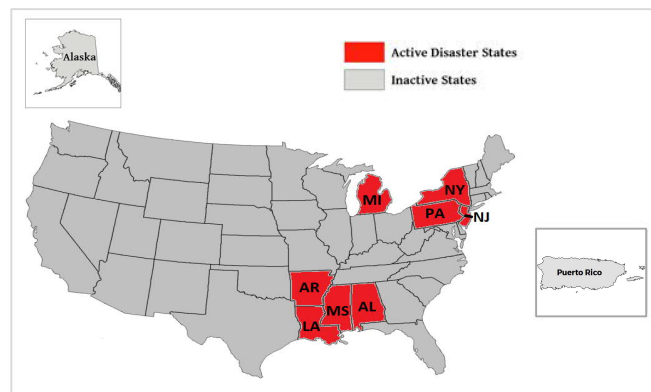 Alaska
Active Disaster States
Inactive States
MI
NY
PA
NJ
AR
MS
AL
LA
Puerto Rico